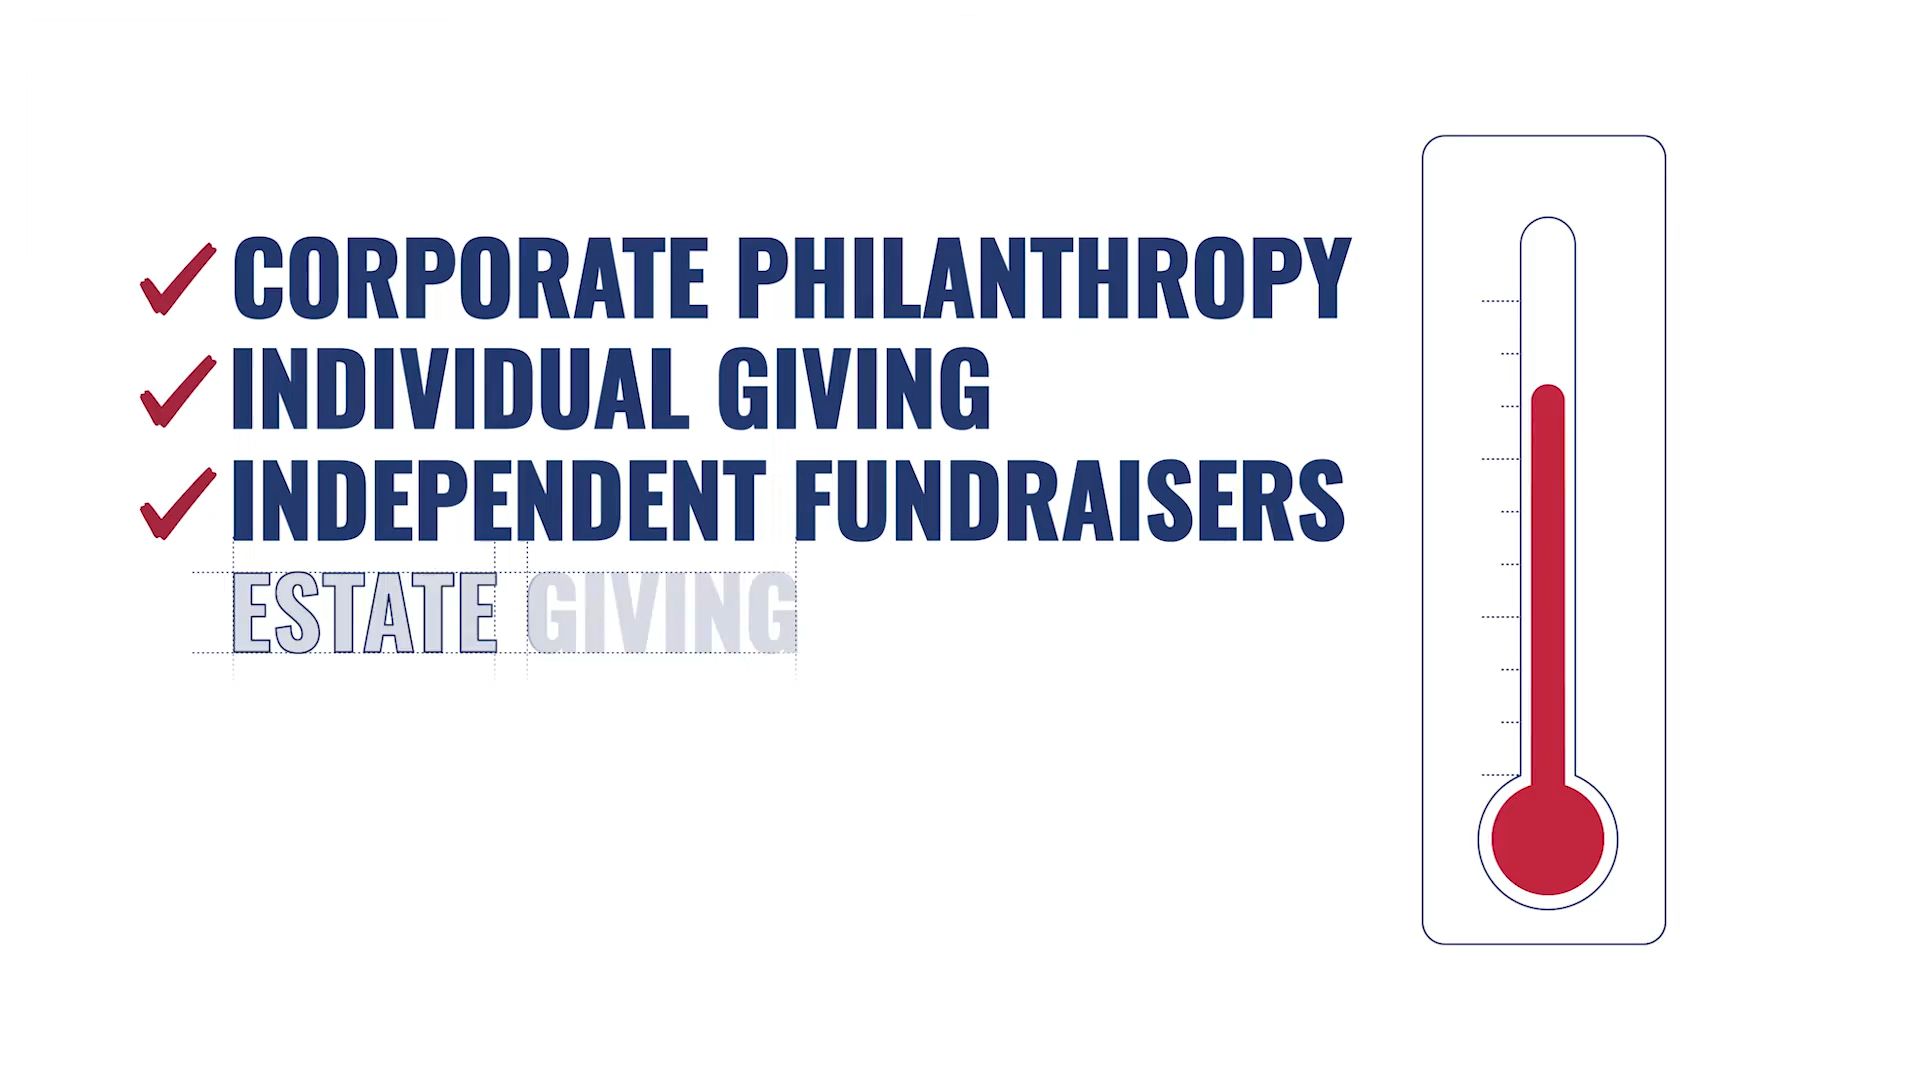 CORPORATE PHILANTHROPY
INDIVIDUAL GIVING
INDEPENDENT FUNDRAISERS
ESTATE GIVING